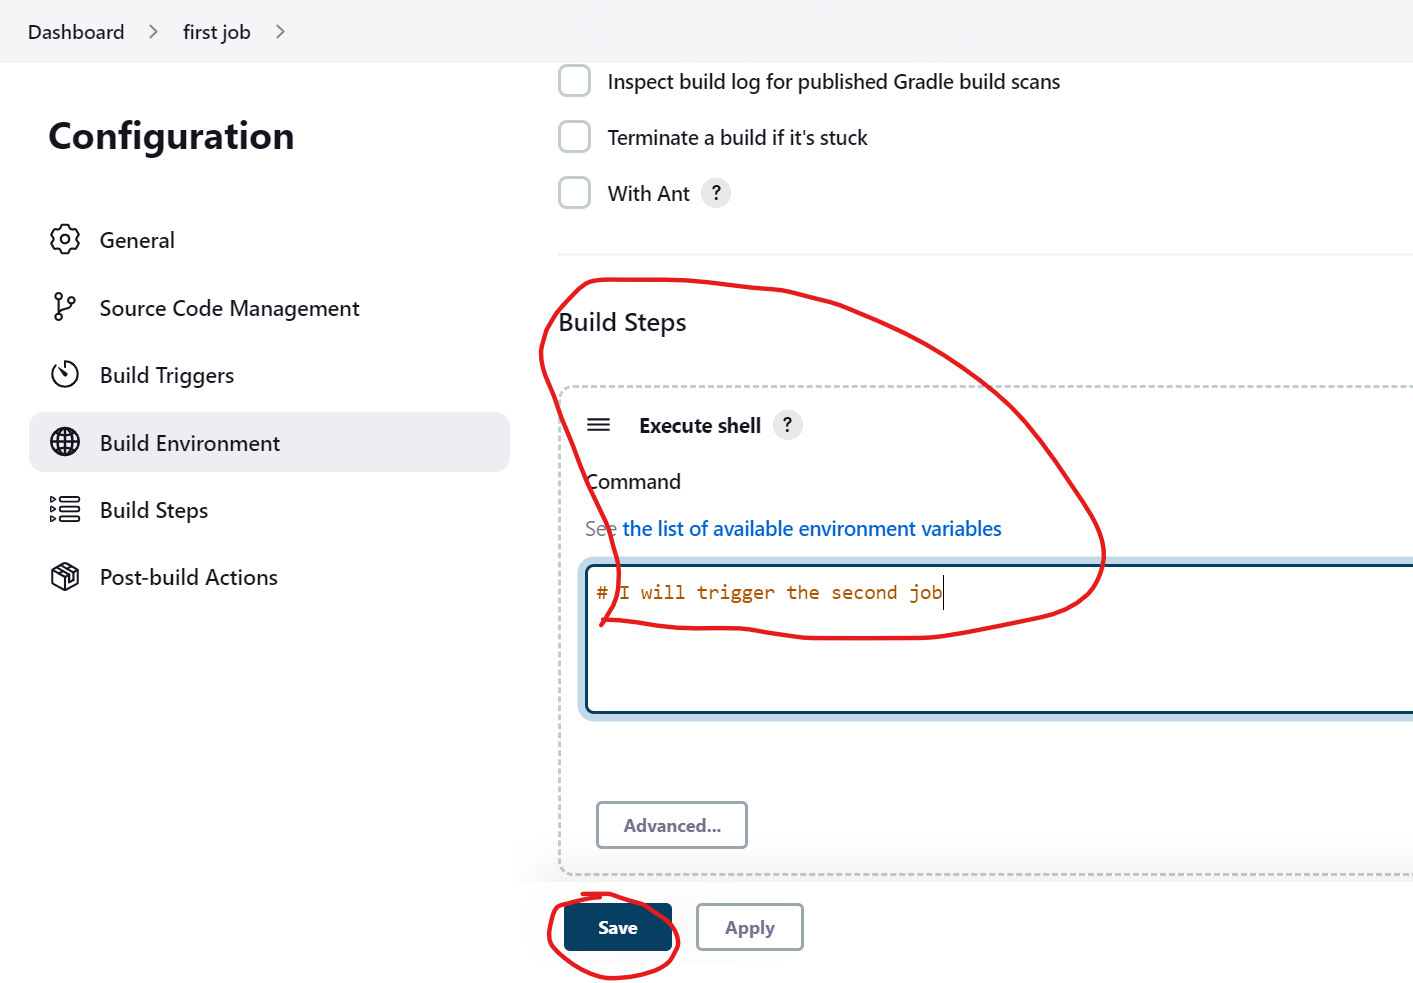 Dashboard > first job >
Inspect build log for published Gradle build scans
Configuration
Terminate a build if it's stuck
With Ant ?
General
Source Code Management
Build Triggers
Build Environment
Build Steps
Post-build Actions
Build Steps
Execute shell ?
Command
See the list of available environment variables
# I will trigger the second job
Advanced...
Save
Apply